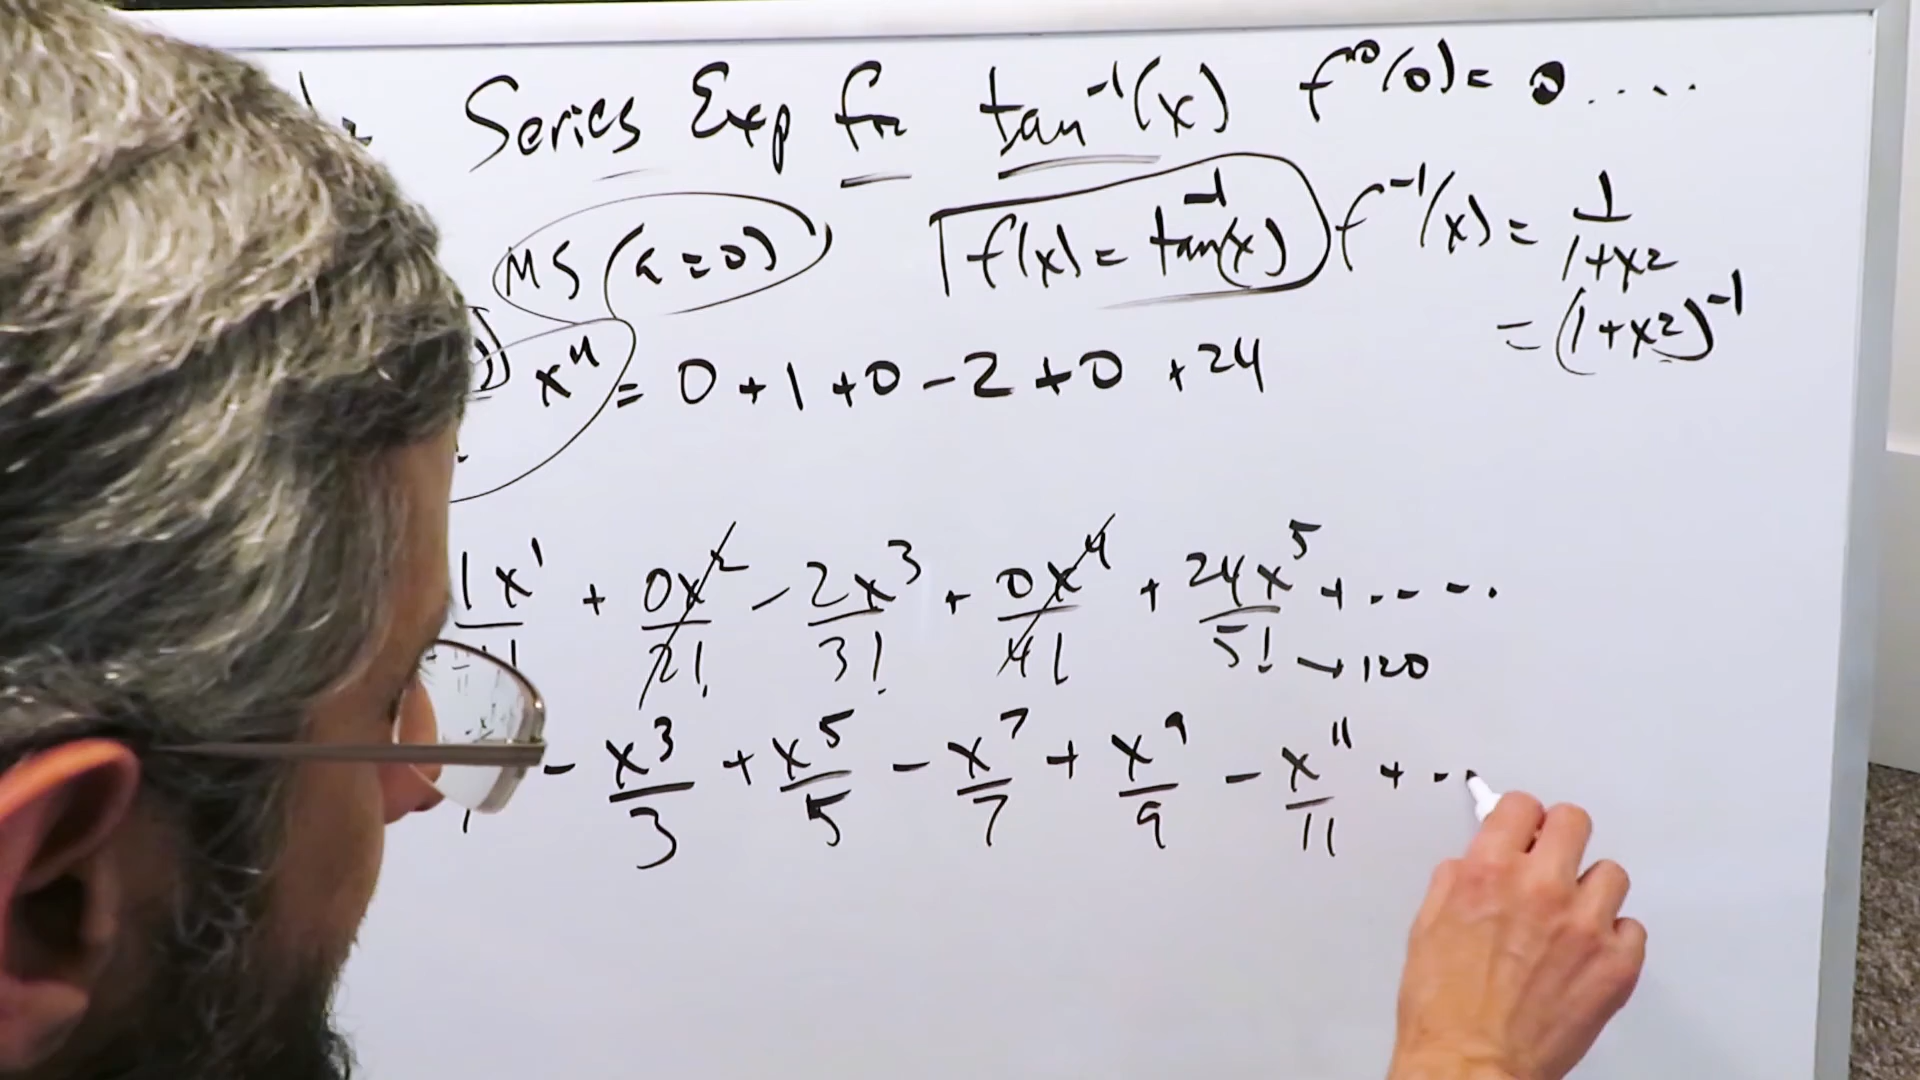 Series Exp for tan⁻¹(x) f¹⁰(0) = 0 ....
MS (a = 0) f(x) = tan⁻¹(x) f⁻¹(x) = 1/(1+x2)
= (1+x2)⁻¹
x⁴ = 0 + 1 + 0 - 2 + 0 + 24
1x¹ + 0x²/2! - 2x³/3! + 0x⁴/4! + 24x⁵/5! + .....
→ 120
- x³/3 + x⁵/5 - x⁷/7 + x⁹/9 - x¹¹/11 + ..